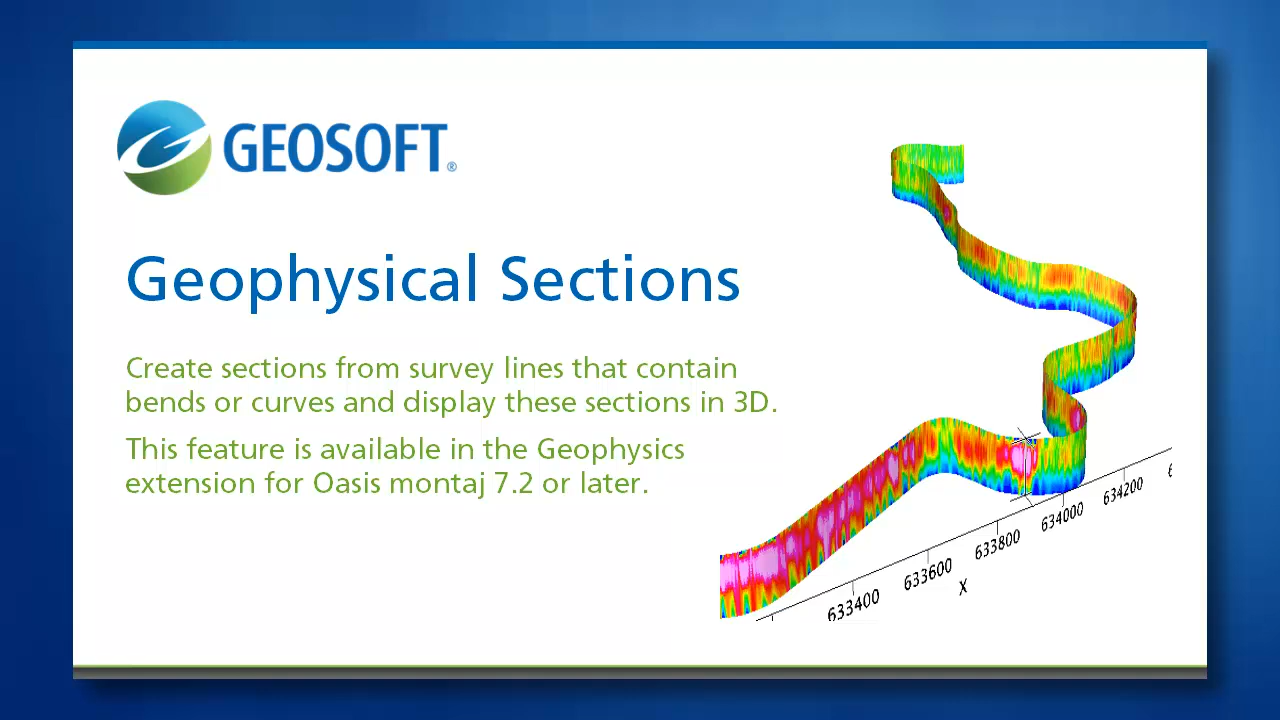 GEOSOFT®
Geophysical Sections
Create sections from survey lines that contain
bends or curves and display these sections in 3D.
This feature is available in the Geophysics
extension for Oasis montaj 7.2 or later.
633400
633600
633800
634000
634200
X